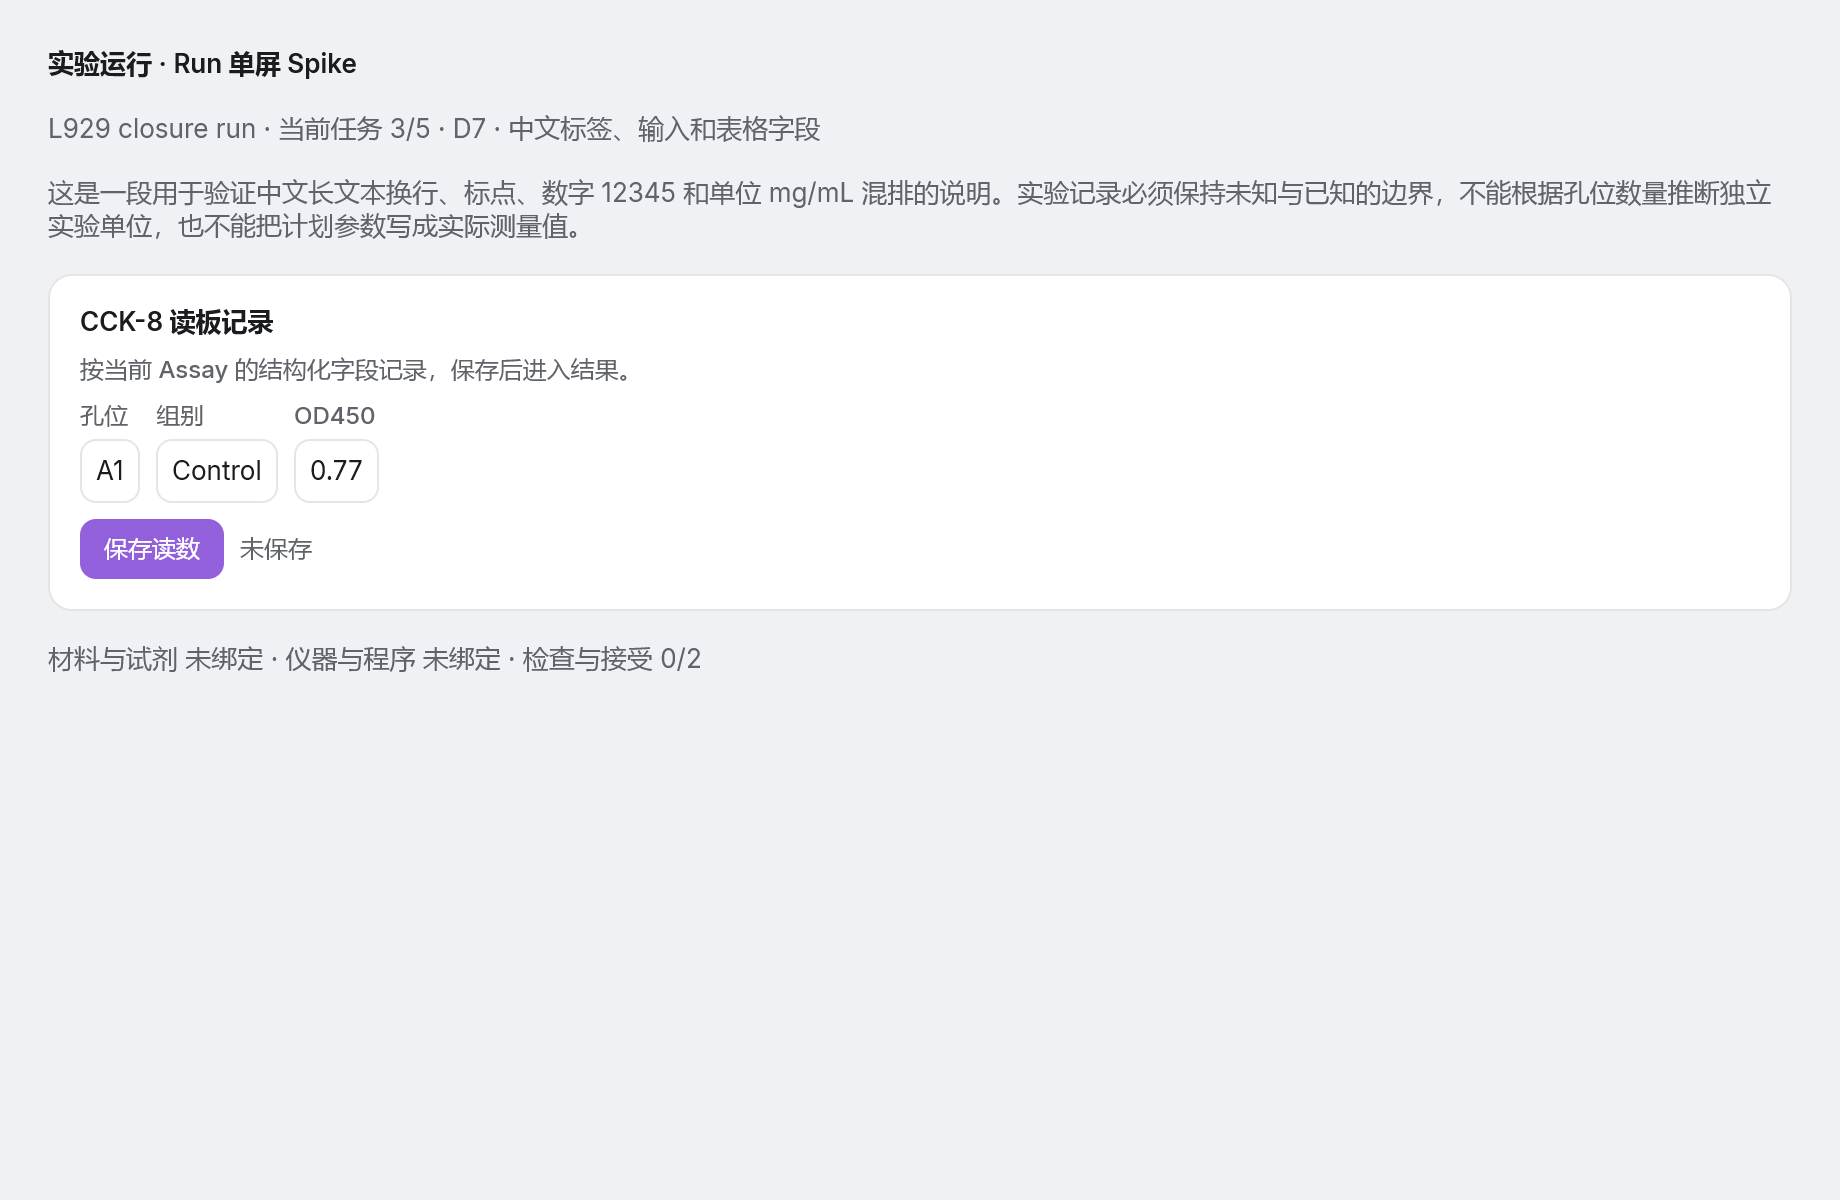 实验运行 · Run 单屏 Spike
L929 closure run · 当前任务 3/5 · D7 · 中文标签、输入和表格字段
这是一段用于验证中文长文本换行、标点、数字 12345 和单位 mg/mL 混排的说明。实验记录必须保持未知与已知的边界，不能根据孔位数量推断独立
实验单位，也不能把计划参数写成实际测量值。
CCK-8 读板记录
按当前 Assay 的结构化字段记录，保存后进入结果。
孔位 组别 OD450
A1 Control 0.77
保存读数 未保存
材料与试剂 未绑定 · 仪器与程序 未绑定 · 检查与接受 0/2